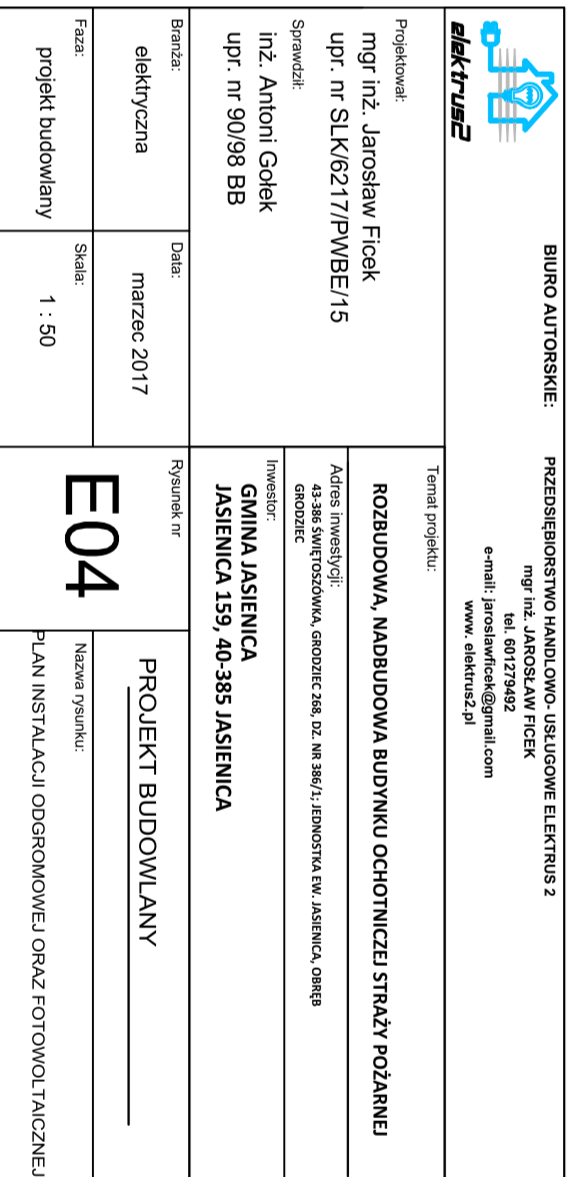 elektrus2
BIURO AUTORSKIE:
PRZEDSIĘBIORSTWO HANDLOWO- USŁUGOWE ELEKTRUS 2
mgr inż. JAROSŁAW FICEK
tel. 601279492
e-mail: jaroslawficek@gmail.com
www. elektrus2.pl
Projektował:
mgr inż. Jarosław Ficek
upr. nr SLK/6217/PWBE/15
Sprawdził:
inż. Antoni Gołek
upr. nr 90/98 BB
Temat projektu:
ROZBUDOWA, NADBUDOWA BUDYNKU OCHOTNICZEJ STRAŻY POŻARNEJ
Adres inwestycji:
43-386 ŚWIĘTOSZÓWKA, GRODZIEC 268, DZ. NR 386/1; JEDNOSTKA EW. JASIENICA, OBRĘB
GRODZIEC
Inwestor:
GMINA JASIENICA
JASIENICA 159, 40-385 JASIENICA
Branża:
elektryczna
Data:
marzec 2017
Faza:
projekt budowlany
Skala:
1 : 50
Rysunek nr
E04
PROJEKT BUDOWLANY
Nazwa rysunku:
PLAN INSTALACJI ODGROMOWEJ ORAZ FOTOWOLTAICZNEJ